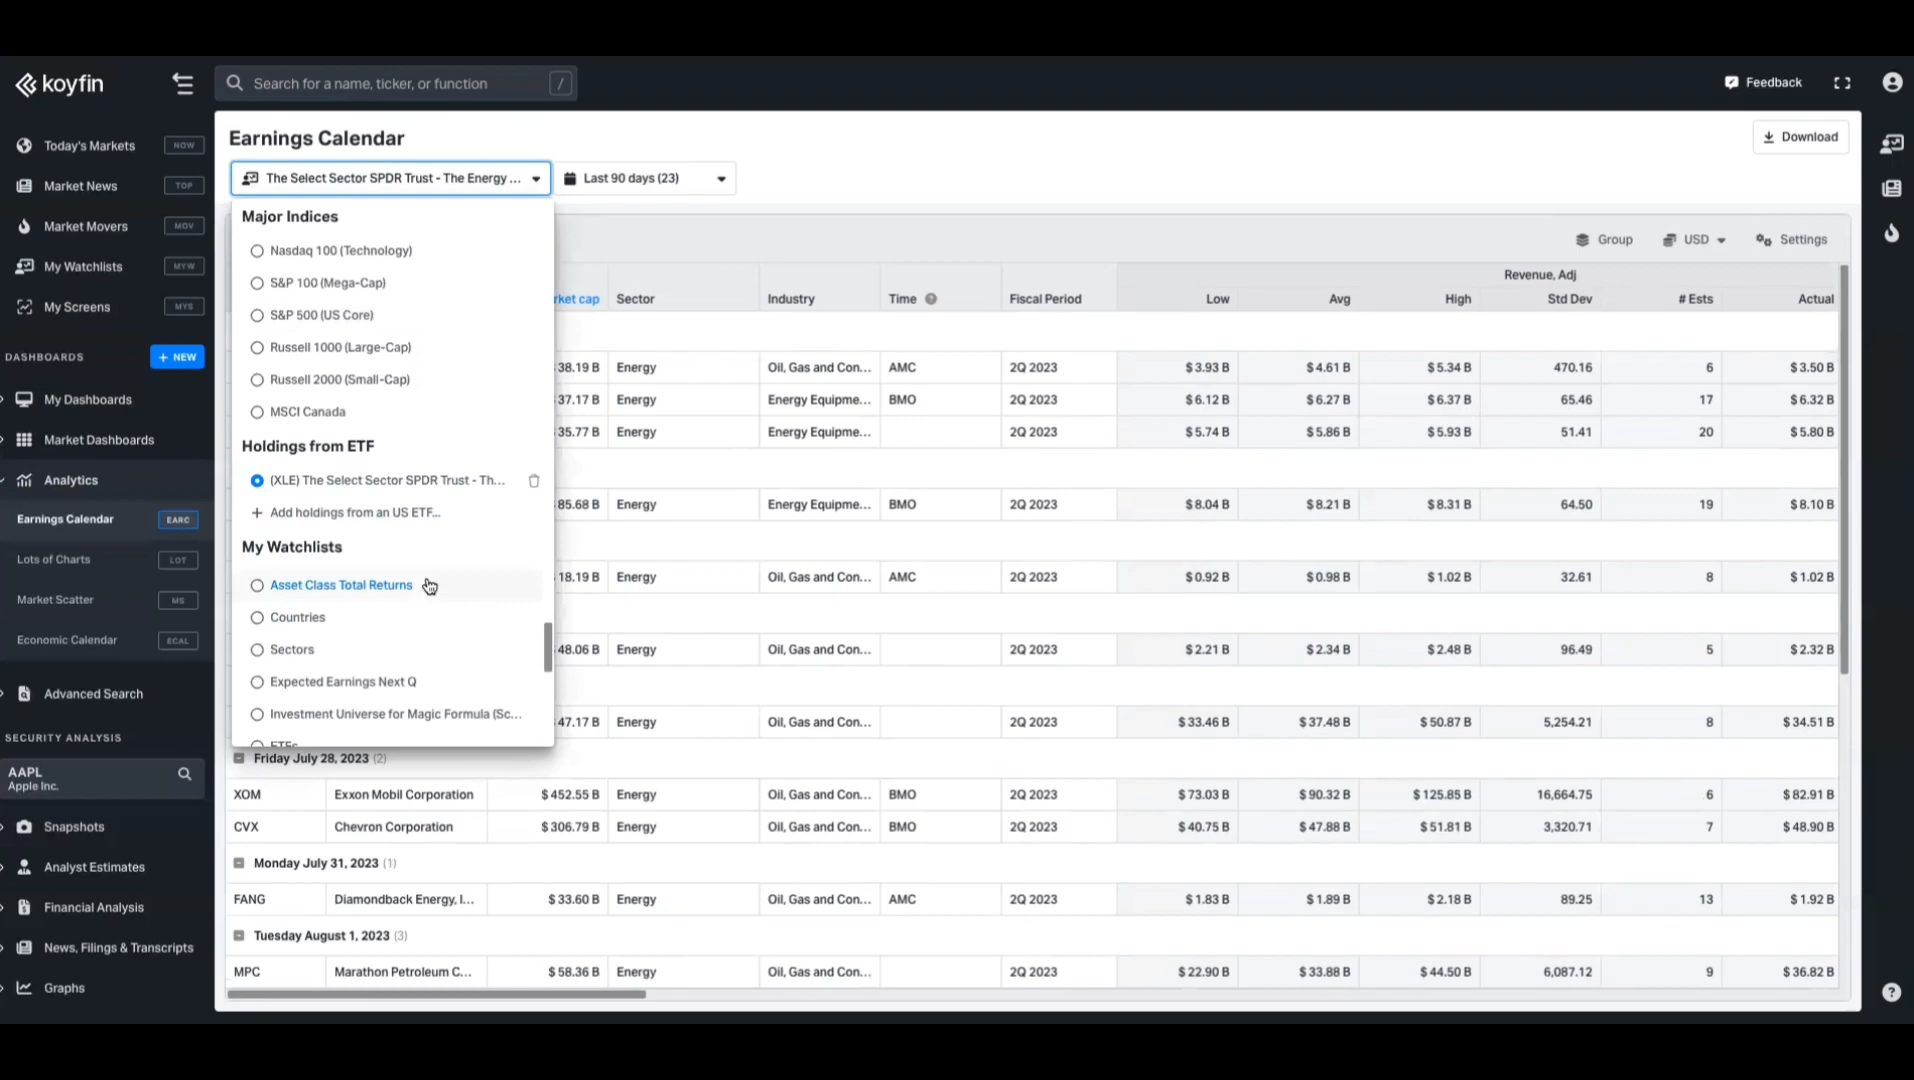 koyfin
Search for a name, ticker, or function /
Feedback
Today's Markets NOW
Market News TOP
Market Movers MOV
My Watchlists MYW
My Screens MYS
DASHBOARDS + NEW
My Dashboards
Market Dashboards
Analytics
Earnings Calendar EARC
Lots of Charts LOT
Market Scatter MS
Economic Calendar ECAL
Advanced Search
SECURITY ANALYSIS
AAPL
Apple Inc.
Snapshots
Analyst Estimates
Financial Analysis
News, Filings & Transcripts
Graphs
Earnings Calendar
Download
The Select Sector SPDR Trust - The Energy ...
Last 90 days (23)
Major Indices
Nasdaq 100 (Technology)
S&P 100 (Mega-Cap)
S&P 500 (US Core)
Russell 1000 (Large-Cap)
Russell 2000 (Small-Cap)
MSCI Canada
Holdings from ETF
(XLE) The Select Sector SPDR Trust - Th...
+ Add holdings from an US ETF...
My Watchlists
Asset Class Total Returns
Countries
Sectors
Expected Earnings Next Q
Investment Universe for Magic Formula (Sc...
ETFs
Group USD Settings
Revenue, Adj
rket cap Sector Industry Time ? Fiscal Period Low Avg High Std Dev # Ests Actual
38.19 B Energy Oil, Gas and Con... AMC 2Q 2023 $ 3.93 B $ 4.61 B $ 5.34 B 470.16 6 $ 3.50 B
37.17 B Energy Energy Equipme... BMO 2Q 2023 $ 6.12 B $ 6.27 B $ 6.37 B 65.46 17 $ 6.32 B
35.77 B Energy Energy Equipme... 2Q 2023 $ 5.74 B $ 5.86 B $ 5.93 B 51.41 20 $ 5.80 B
85.68 B Energy Energy Equipme... BMO 2Q 2023 $ 8.04 B $ 8.21 B $ 8.31 B 64.50 19 $ 8.10 B
18.19 B Energy Oil, Gas and Con... AMC 2Q 2023 $ 0.92 B $ 0.98 B $ 1.02 B 32.61 8 $ 1.02 B
48.06 B Energy Oil, Gas and Con... 2Q 2023 $ 2.21 B $ 2.34 B $ 2.48 B 96.49 5 $ 2.32 B
47.17 B Energy Oil, Gas and Con... 2Q 2023 $ 33.46 B $ 37.48 B $ 50.87 B 5,254.21 8 $ 34.51 B
Friday July 28, 2023 (2)
XOM Exxon Mobil Corporation $ 452.55 B Energy Oil, Gas and Con... BMO 2Q 2023 $ 73.03 B $ 90.32 B $ 125.85 B 16,664.75 6 $ 82.91 B
CVX Chevron Corporation $ 306.79 B Energy Oil, Gas and Con... BMO 2Q 2023 $ 40.75 B $ 47.88 B $ 51.81 B 3,320.71 7 $ 48.90 B
Monday July 31, 2023 (1)
FANG Diamondback Energy, I... $ 33.60 B Energy Oil, Gas and Con... AMC 2Q 2023 $ 1.83 B $ 1.89 B $ 2.18 B 89.25 13 $ 1.92 B
Tuesday August 1, 2023 (3)
MPC Marathon Petroleum C... $ 58.36 B Energy Oil, Gas and Con... 2Q 2023 $ 22.90 B $ 33.88 B $ 44.50 B 6,087.12 9 $ 36.82 B
?